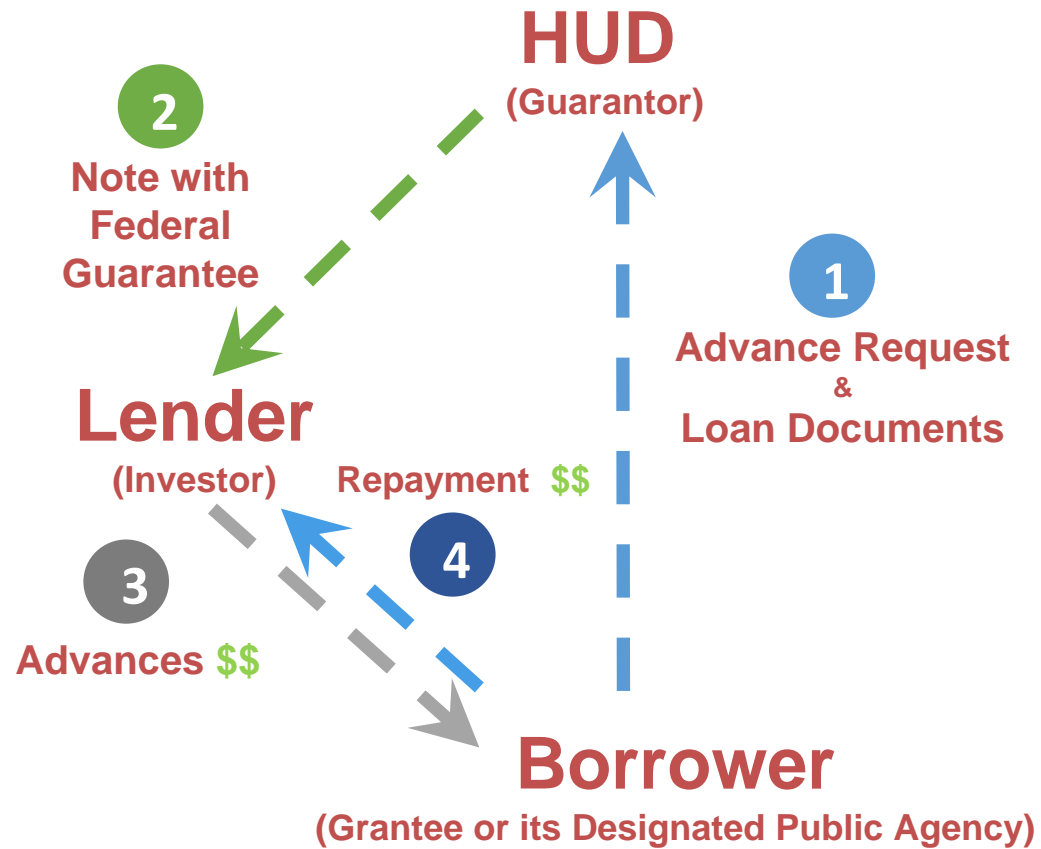 HUD
(Guarantor)
2
Note with
Federal
Guarantee
1
Advance Request
&
Loan Documents
Lender
(Investor)
Repayment $$
4
3
Advances $$
Borrower
(Grantee or its Designated Public Agency)